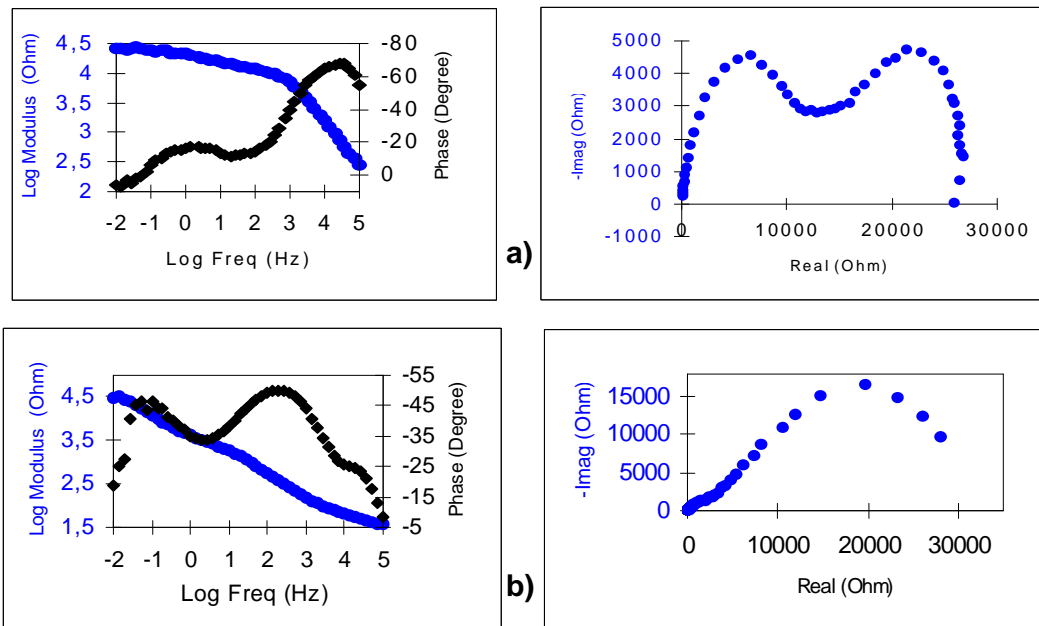 4,5
4
3,5
3
2,5
2
Log Modulus (Ohm)
-2 -1 0 1 2 3 4 5
Log Freq (Hz)
-80
-60
-40
-20
0
Phase (Degree)
a)
5000
4000
3000
2000
1000
0
-1000
-Imag (Ohm)
0 10000 20000 30000
Real (Ohm)
4,5
3,5
2,5
1,5
Log Modulus (Ohm)
-2 -1 0 1 2 3 4 5
Log Freq (Hz)
-55
-45
-35
-25
-15
-5
Phase (Degree)
b)
15000
10000
5000
0
-Imag (Ohm)
0 10000 20000 30000
Real (Ohm)